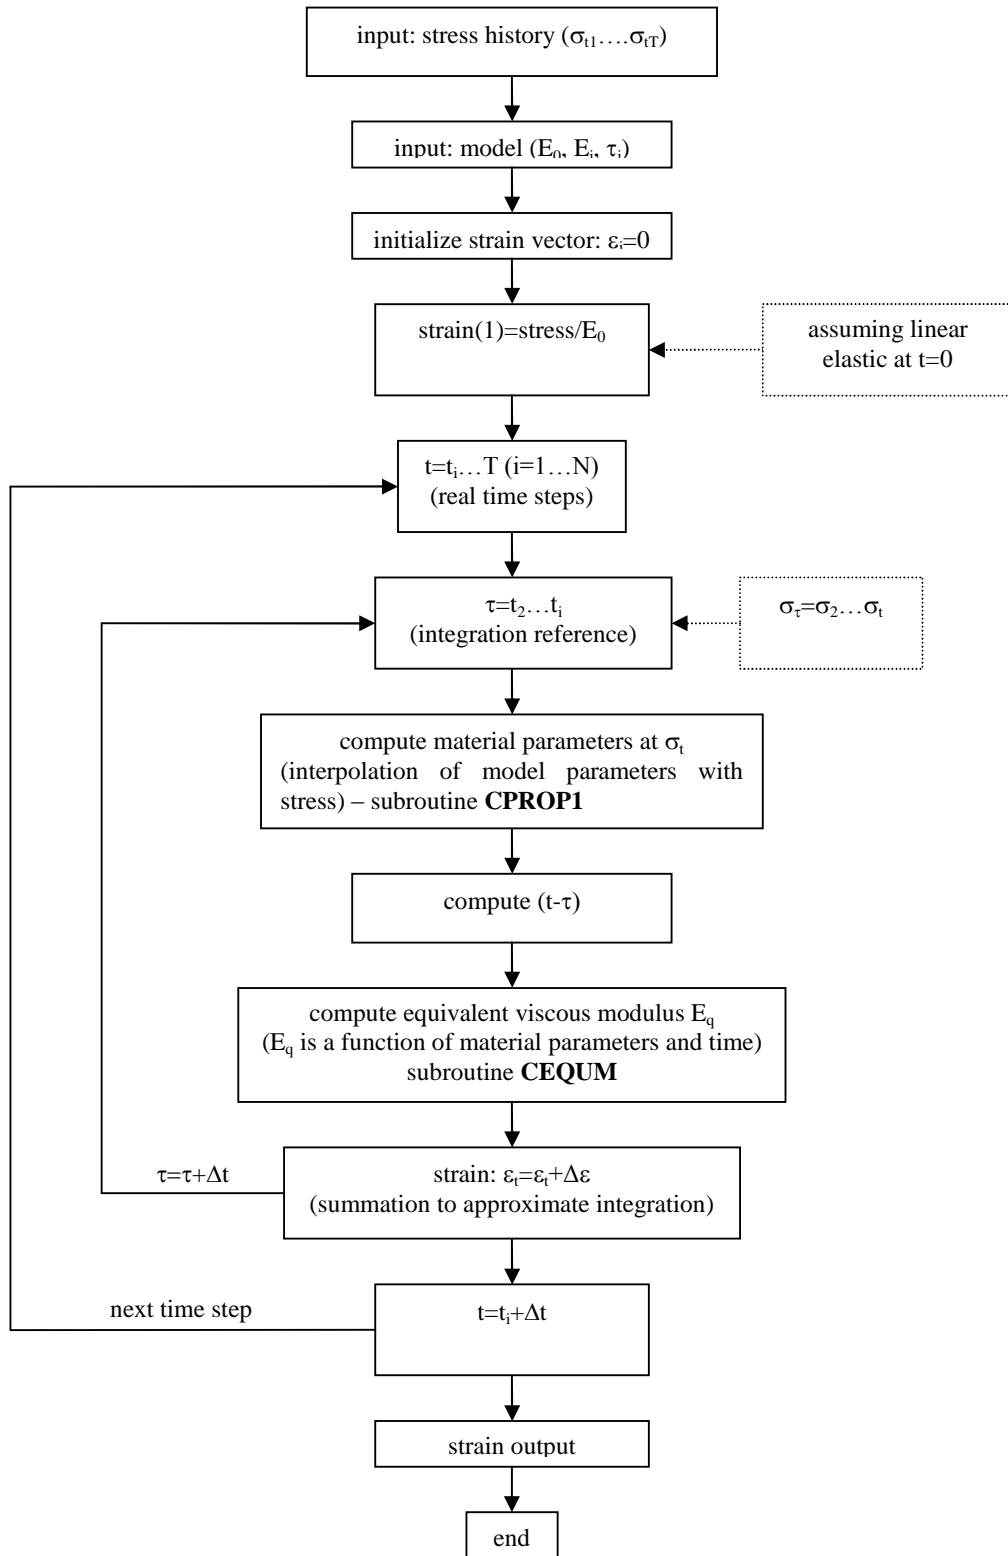 input: stress history (σt1….σtT)
input: model (E0, Ei, τi)
initialize strain vector: εi=0
strain(1)=stress/E0
assuming linear
elastic at t=0
t=ti…T (i=1…N)
(real time steps)
τ=t2…ti
(integration reference)
στ=σ2…σt
compute material parameters at σt
(interpolation of model parameters with
stress) – subroutine CPROP1
compute (t-τ)
compute equivalent viscous modulus Eq
(Eq is a function of material parameters and time)
subroutine CEQUM
τ=τ+Δt
strain: εt=εt+Δε
(summation to approximate integration)
next time step
t=ti+Δt
strain output
end